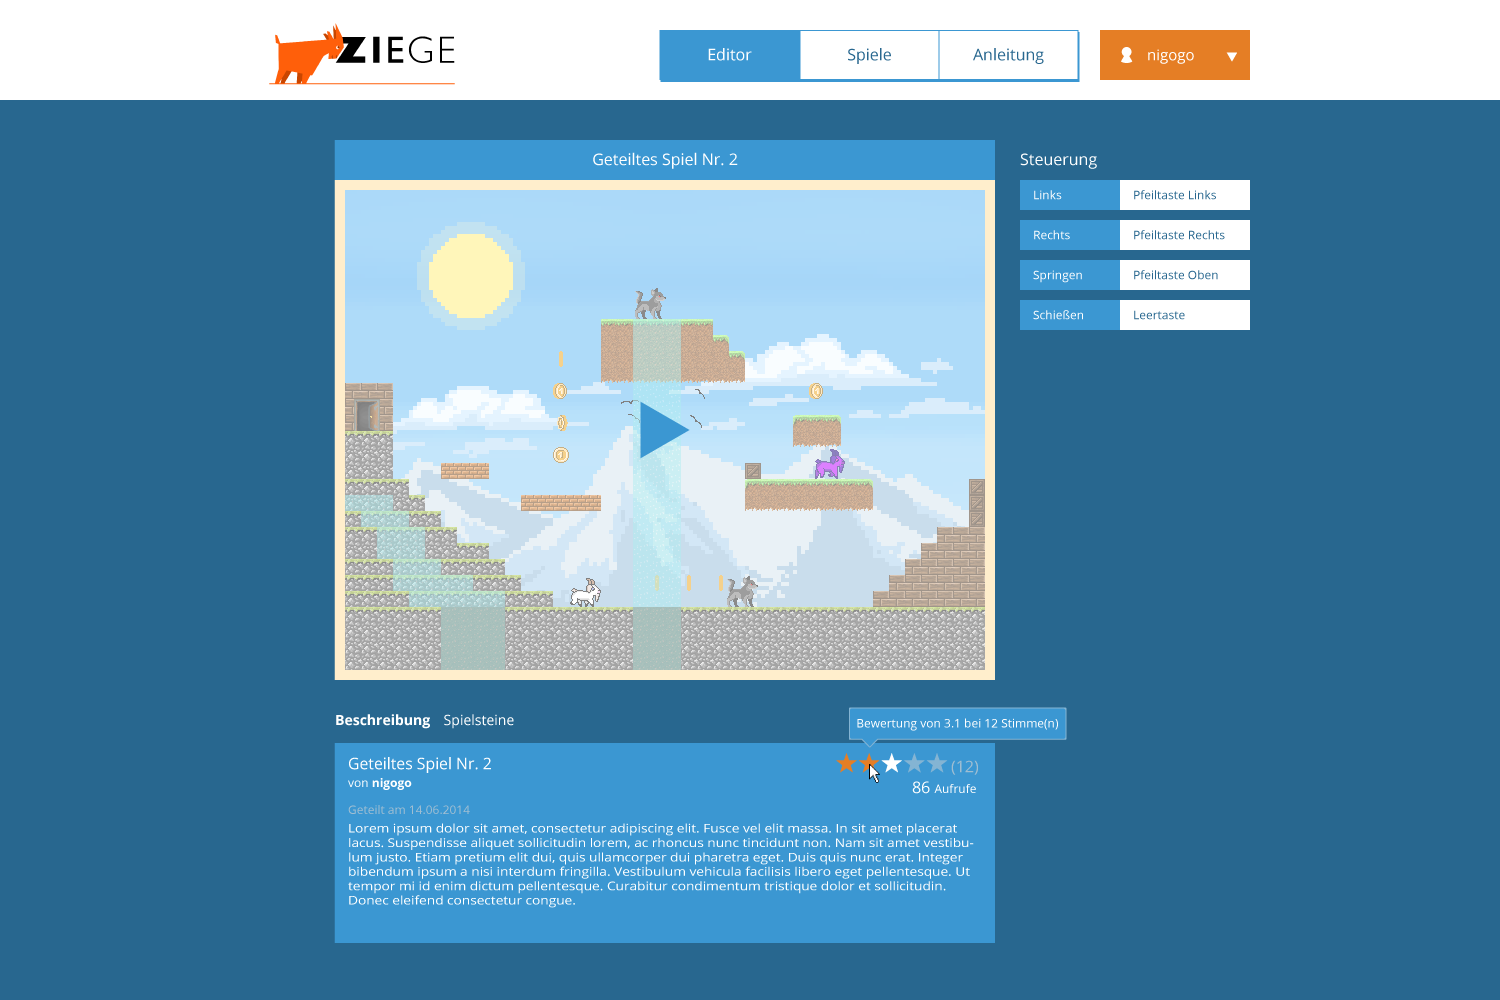 ZIEGE
Editor
Spiele
Anleitung
nigogo
Geteiltes Spiel Nr. 2
Steuerung
Links
Pfeiltaste Links
Rechts
Pfeiltaste Rechts
Springen
Pfeiltaste Oben
Schießen
Leertaste
Beschreibung
Spielsteine
Bewertung von 3.1 bei 12 Stimme(n)
Geteiltes Spiel Nr. 2
(12)
von nigogo
86 Aufrufe
Geteilt am 14.06.2014
Lorem ipsum dolor sit amet, consectetur adipiscing elit. Fusce vel elit massa. In sit amet placerat
lacus. Suspendisse aliquet sollicitudin lorem, ac rhoncus nunc tincidunt non. Nam sit amet vestibu-
lum justo. Etiam pretium elit dui, quis ullamcorper dui pharetra eget. Duis quis nunc erat. Integer
bibendum ipsum a nisi interdum fringilla. Vestibulum vehicula facilisis libero eget pellentesque. Ut
tempor mi id enim dictum pellentesque. Curabitur condimentum tristique dolor et sollicitudin.
Donec eleifend consectetur congue.